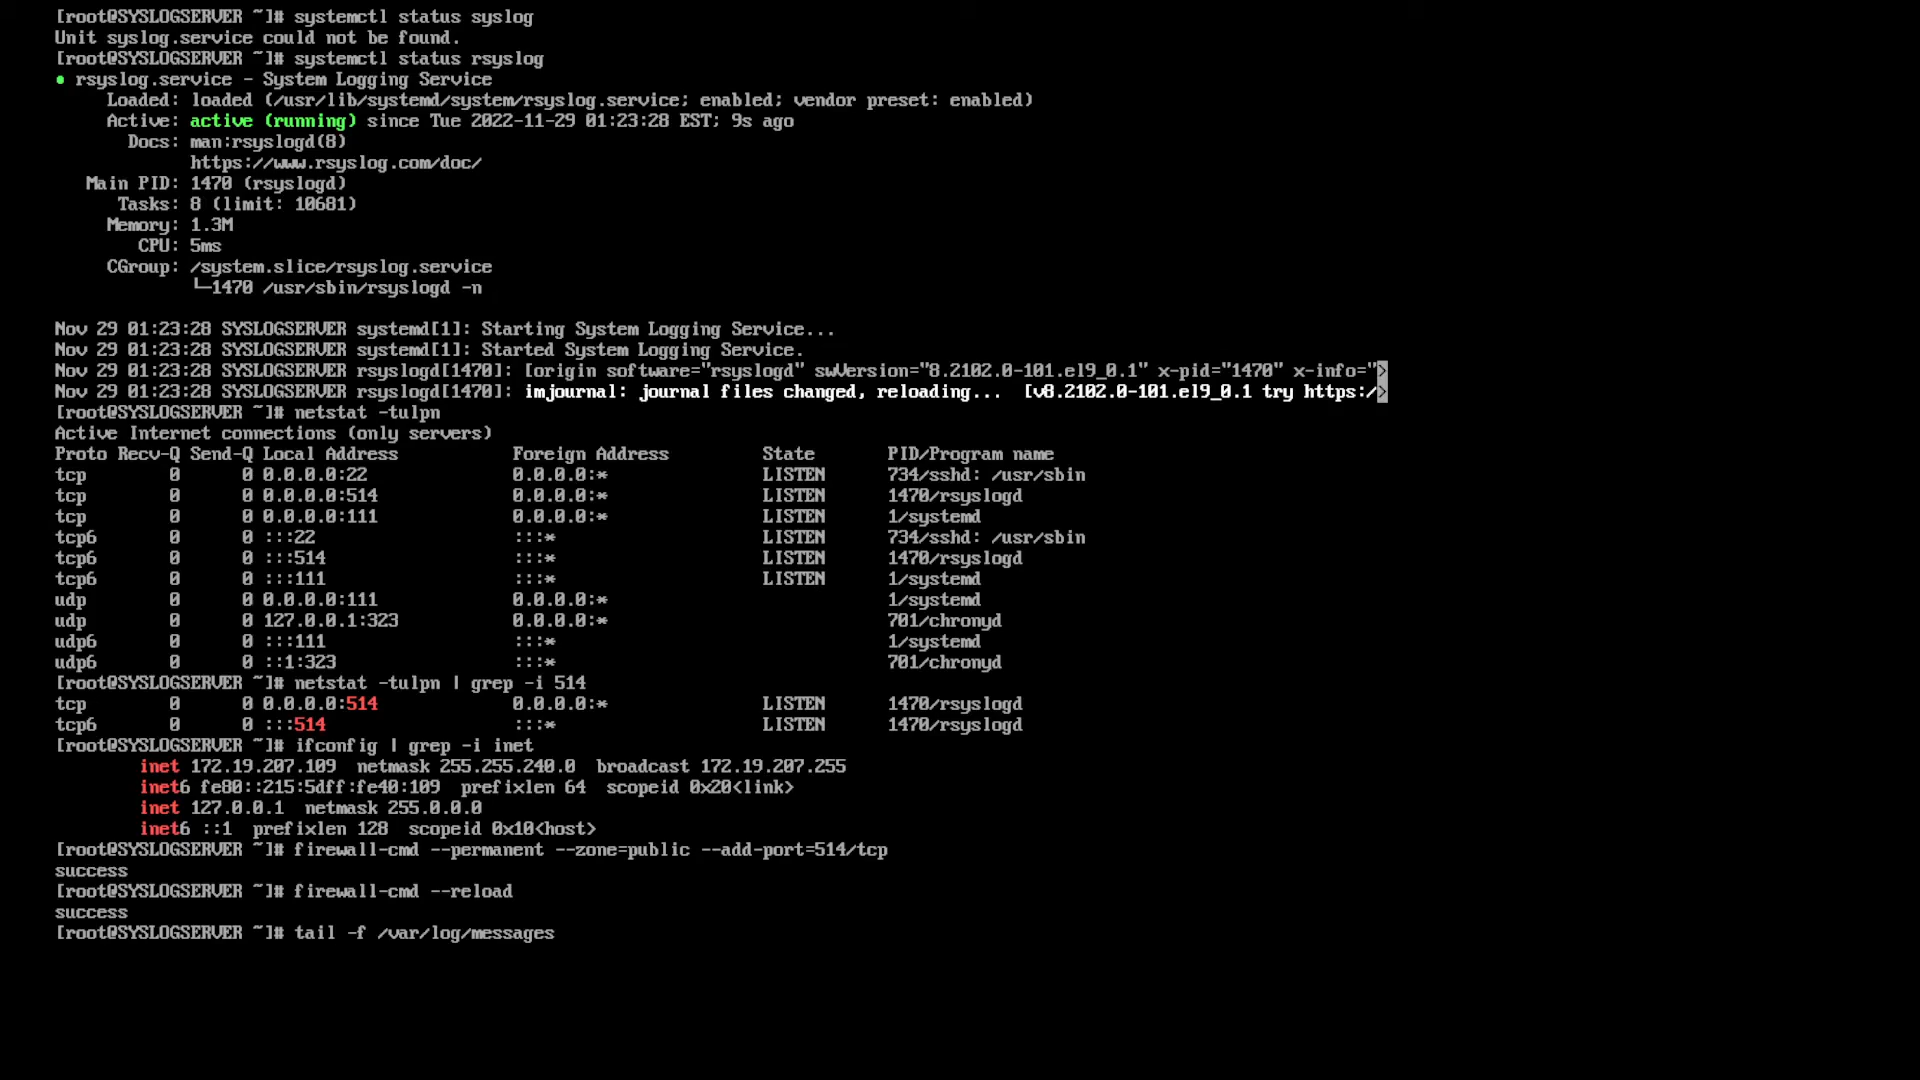 [root@SYSLOGSERVER ~]# systemctl status syslog
Unit syslog.service could not be found.
[root@SYSLOGSERVER ~]# systemctl status rsyslog
● rsyslog.service - System Logging Service
     Loaded: loaded (/usr/lib/systemd/system/rsyslog.service; enabled; vendor preset: enabled)
     Active: active (running) since Tue 2022-11-29 01:23:28 EST; 9s ago
       Docs: man:rsyslogd(8)
             https://www.rsyslog.com/doc/
   Main PID: 1470 (rsyslogd)
      Tasks: 8 (limit: 10681)
     Memory: 1.3M
        CPU: 5ms
     CGroup: /system.slice/rsyslog.service
             └─1470 /usr/sbin/rsyslogd -n
Nov 29 01:23:28 SYSLOGSERVER systemd[1]: Starting System Logging Service...
Nov 29 01:23:28 SYSLOGSERVER systemd[1]: Started System Logging Service.
Nov 29 01:23:28 SYSLOGSERVER rsyslogd[1470]: [origin software="rsyslogd" swVersion="8.2102.0-101.el9_0.1" x-pid="1470" x-info=">
Nov 29 01:23:28 SYSLOGSERVER rsyslogd[1470]: imjournal: journal files changed, reloading...  [v8.2102.0-101.el9_0.1 try https:/>
[root@SYSLOGSERVER ~]# netstat -tulpn
Active Internet connections (only servers)
Proto Recv-Q Send-Q Local Address           Foreign Address         State       PID/Program name
tcp        0      0 0.0.0.0:22              0.0.0.0:*               LISTEN      734/sshd: /usr/sbin
tcp        0      0 0.0.0.0:514             0.0.0.0:*               LISTEN      1470/rsyslogd
tcp        0      0 0.0.0.0:111             0.0.0.0:*               LISTEN      1/systemd
tcp6       0      0 :::22                   :::*                    LISTEN      734/sshd: /usr/sbin
tcp6       0      0 :::514                  :::*                    LISTEN      1470/rsyslogd
tcp6       0      0 :::111                  :::*                    LISTEN      1/systemd
udp        0      0 0.0.0.0:111             0.0.0.0:*                           1/systemd
udp        0      0 127.0.0.1:323           0.0.0.0:*                           701/chronyd
udp6       0      0 :::111                  :::*                                1/systemd
udp6       0      0 ::1:323                 :::*                                701/chronyd
[root@SYSLOGSERVER ~]# netstat -tulpn | grep -i 514
tcp        0      0 0.0.0.0:514             0.0.0.0:*               LISTEN      1470/rsyslogd
tcp6       0      0 :::514                  :::*                    LISTEN      1470/rsyslogd
[root@SYSLOGSERVER ~]# ifconfig | grep -i inet
        inet 172.19.207.109  netmask 255.255.240.0  broadcast 172.19.207.255
        inet6 fe80::215:5dff:fe40:109  prefixlen 64  scopeid 0x20<link>
        inet 127.0.0.1  netmask 255.0.0.0
        inet6 ::1  prefixlen 128  scopeid 0x10<host>
[root@SYSLOGSERVER ~]# firewall-cmd --permanent --zone=public --add-port=514/tcp
success
[root@SYSLOGSERVER ~]# firewall-cmd --reload
success
[root@SYSLOGSERVER ~]# tail -f /var/log/messages